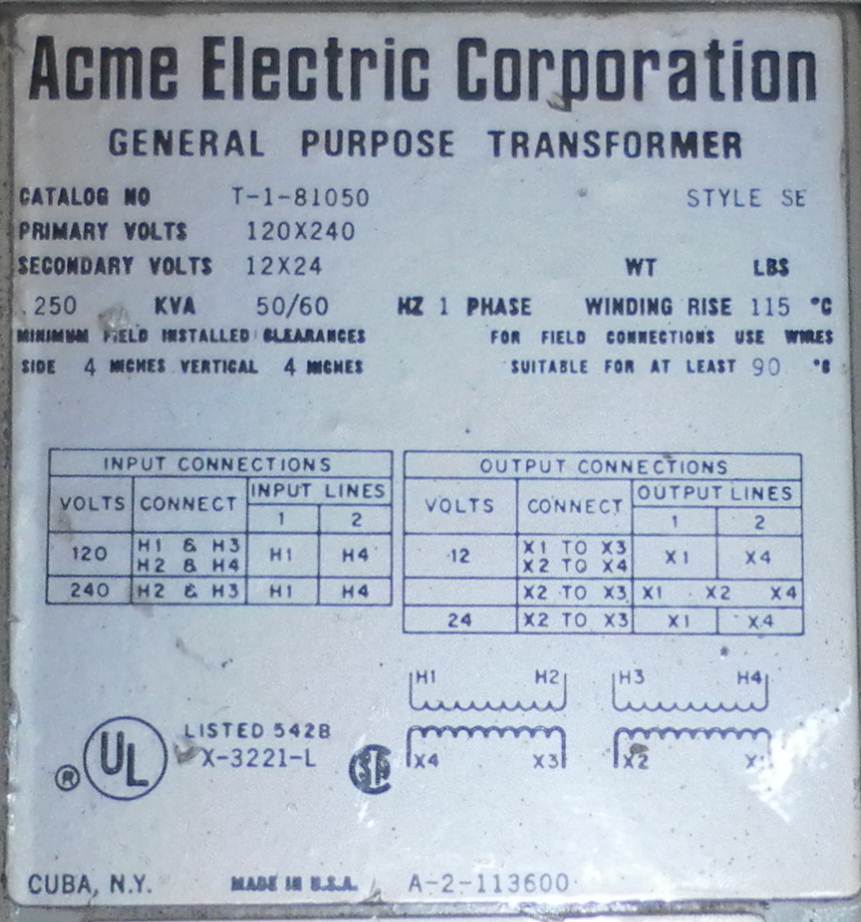 Acme Electric Corporation
GENERAL PURPOSE TRANSFORMER
CATALOG NO T-1-81050 STYLE SE
PRIMARY VOLTS 120X240
SECONDARY VOLTS 12X24 WT LBS
.250 KVA 50/60 HZ 1 PHASE WINDING RISE 115 °C
MINIMUM FIELD INSTALLED CLEARANCES FOR FIELD CONNECTIONS USE WIRES
SIDE 4 INCHES VERTICAL 4 INCHES SUITABLE FOR AT LEAST 90 °C
INPUT CONNECTIONS
VOLTS CONNECT INPUT LINES
1 2
120 H1 & H3 H1 H4
H2 & H4
240 H2 & H3 H1 H4
OUTPUT CONNECTIONS
VOLTS CONNECT OUTPUT LINES
1 2
12 X1 TO X3 X1 X4
X2 TO X4
X2 TO X3 X1 X2 X4
24 X2 TO X3 X1 X4
H1 H2 H3 H4
X4 X3 X2
® UL
LISTED 542B
X-3221-L
SA
CUBA, N.Y. MADE IN U.S.A. A-2-113600